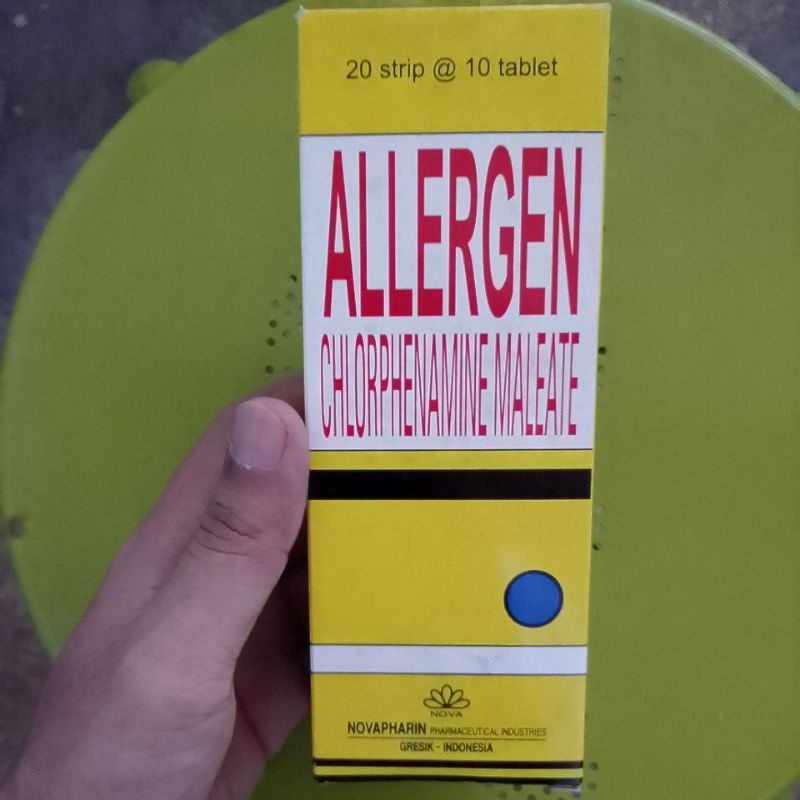 20 strip @ 10 tablet
ALLERGEN
CHLORPHENAMINE MALEATE
NOVA
NOVAPHARIN PHARMACEUTICAL INDUSTRIES
GRESIK - INDONESIA